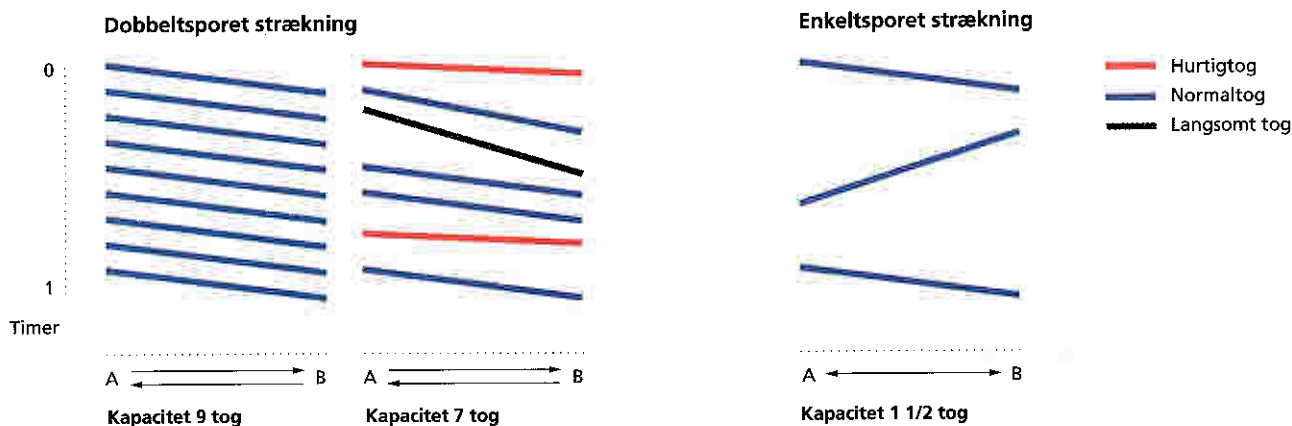 Dobbeltsporet strækning
Enkeltsporet strækning
0
1
Timer
Hurtigtog
Normaltog
Langsomt tog
A B
A B
A B
Kapacitet 9 tog
Kapacitet 7 tog
Kapacitet 1 1/2 tog